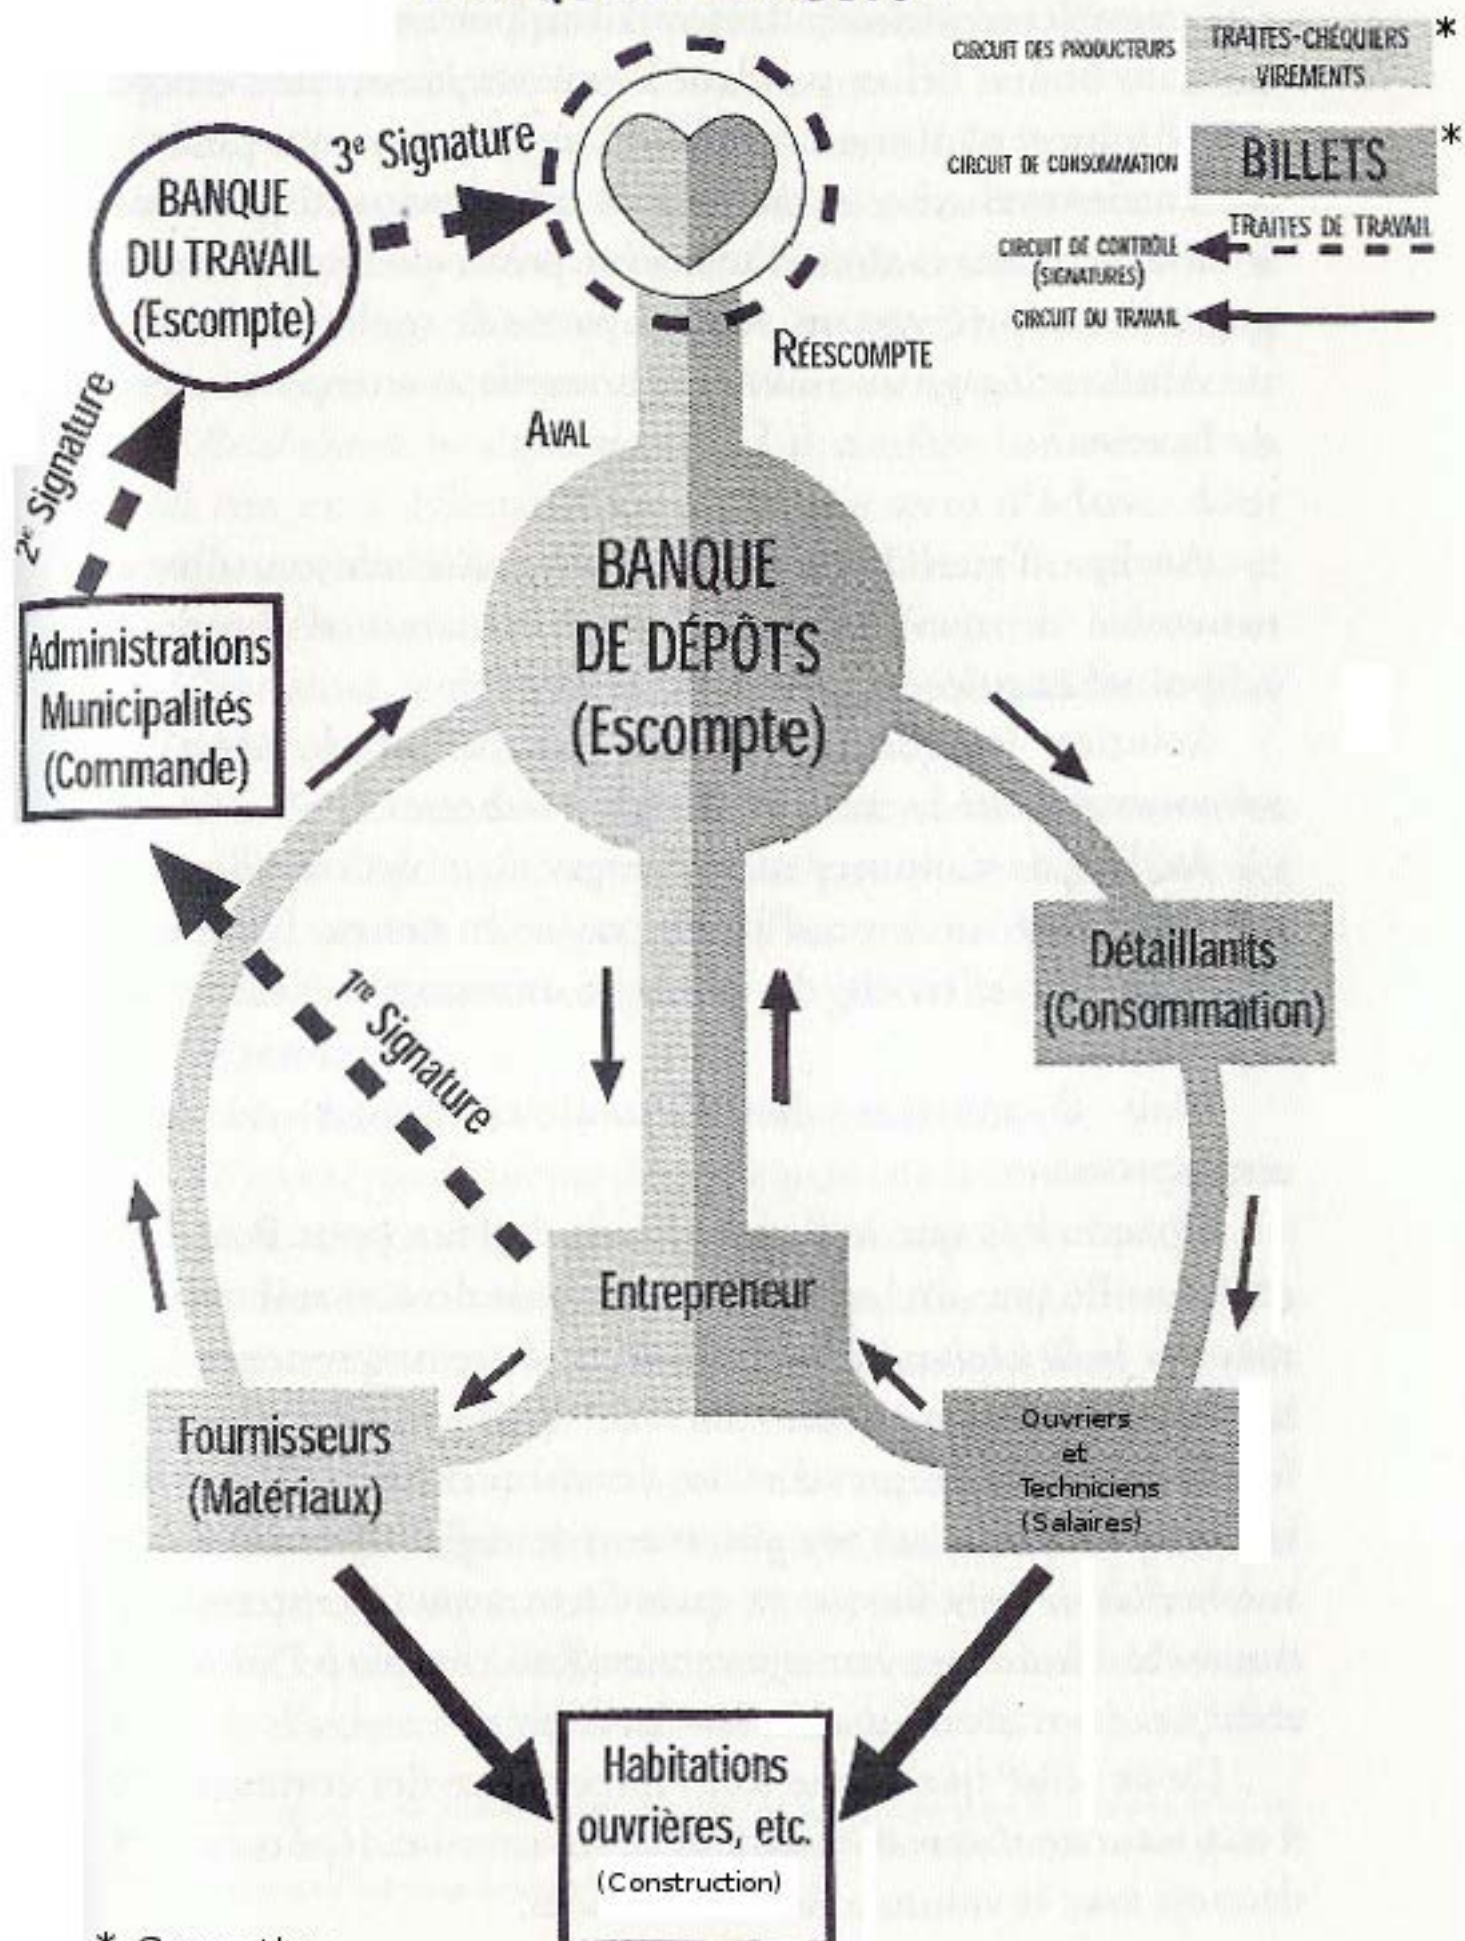 CIRCUIT DES PRODUCTEURS
TRAITES-CHÉQUIERS *
VIREMENTS
CIRCUIT DE CONSOMMATION
BILLETS *
TRAITES DE TRAVAIL
CIRCUIT DE CONTRÔLE
(SIGNATURES)
CIRCUIT DU TRAVAIL
3e Signature
BANQUE
DU TRAVAIL
(Escompte)
RÉESCOMPTE
AVAL
2e Signature
BANQUE
DE DÉPÔTS
(Escompte)
Administrations
Municipalités
(Commande)
Détaillants
(Consommation)
1re Signature
Entrepreneur
Fournisseurs
(Matériaux)
Ouvriers
et
Techniciens
(Salaires)
Habitations
ouvrières, etc.
(Construction)
*